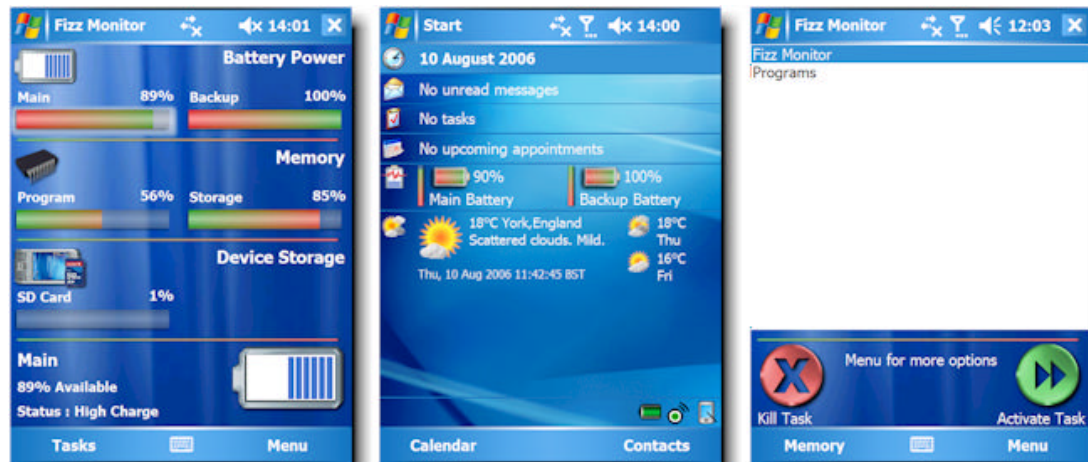 Fizz Monitor 14:01
Battery Power
Main 89% Backup 100%
Memory
Program 56% Storage 85%
Device Storage
SD Card 1%
Main
89% Available
Status : High Charge
Tasks Menu
Start 14:00
10 August 2006
No unread messages
No tasks
No upcoming appointments
90% 100%
Main Battery Backup Battery
18°C York,England 18°C
Scattered clouds. Mild. Thu
16°C
Thu, 10 Aug 2006 11:42:45 BST Fri
Calendar Contacts
Fizz Monitor 12:03
Fizz Monitor
Programs
Menu for more options
Kill Task Activate Task
Memory Menu